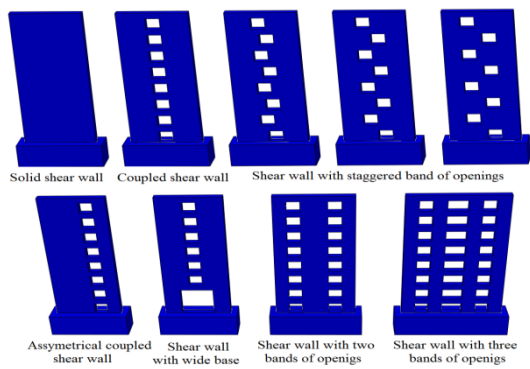 Solid shear wall
Coupled shear wall
Shear wall with staggered band of openings
Assymetrical coupled
shear wall
Shear wall
with wide base
Shear wall with two
bands of openigs
Shear wall with three
bands of openigs